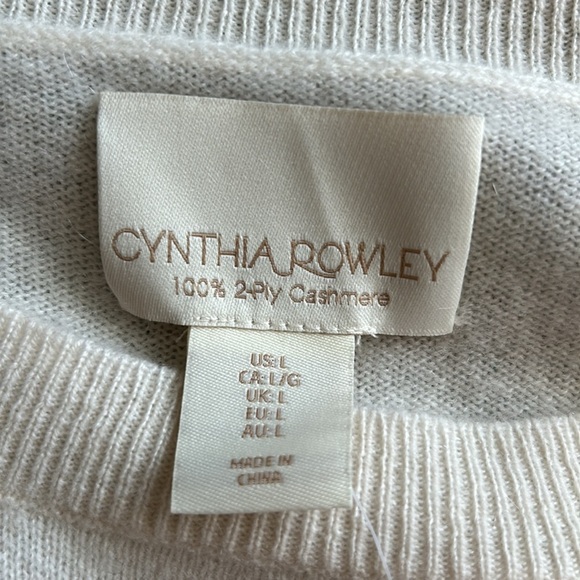 CYNTHIA ROWLEY
100% 2-Ply Cashmere
US: L
CA: L/G
UK: L
EU: L
AU: L
MADE IN
CHINA